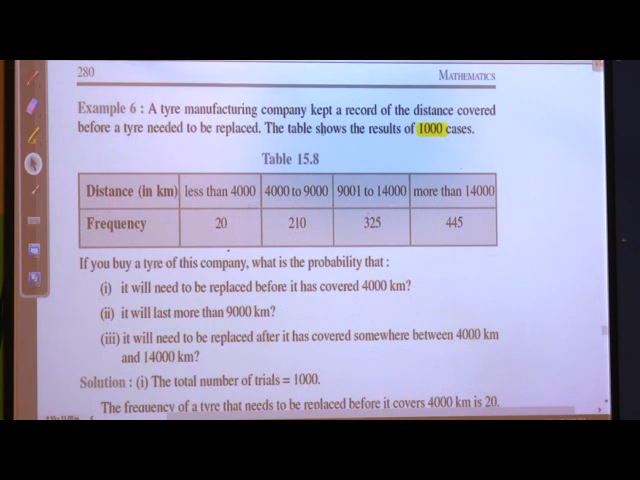 280 MATHEMATICS
Example 6 : A tyre manufacturing company kept a record of the distance covered
before a tyre needed to be replaced. The table shows the results of 1000 cases.
Table 15.8
Distance (in km) less than 4000 4000 to 9000 9001 to 14000 more than 14000
Frequency 20 210 325 445
If you buy a tyre of this company, what is the probability that :
(i) it will need to be replaced before it has covered 4000 km?
(ii) it will last more than 9000 km?
(iii) it will need to be replaced after it has covered somewhere between 4000 km
and 14000 km?
Solution : (i) The total number of trials = 1000.
The frequency of a tyre that needs to be replaced before it covers 4000 km is 20.